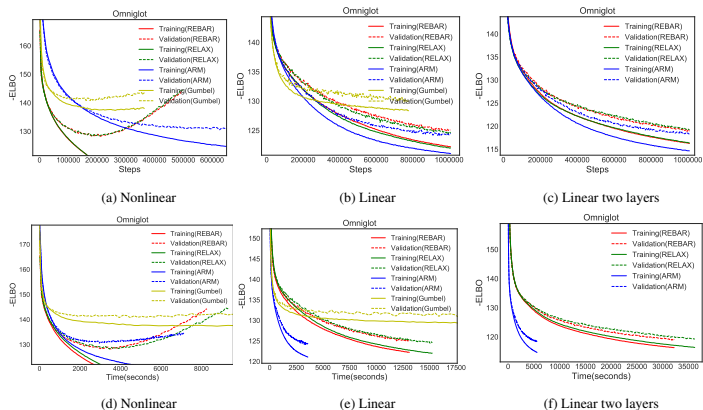 Omniglot
-ELBO
160
150
140
130
Training(REBAR)
Validation(REBAR)
Training(RELAX)
Validation(RELAX)
Training(ARM)
Validation(ARM)
Training(Gumbel)
Validation(Gumbel)
0 100000 200000 300000 400000 500000 600000
Steps
(a) Nonlinear
Omniglot
-ELBO
140
135
130
125
Training(REBAR)
Validation(REBAR)
Training(RELAX)
Validation(RELAX)
Training(ARM)
Validation(ARM)
Training(Gumbel)
Validation(Gumbel)
0 200000 400000 600000 800000 1000000
Steps
(b) Linear
Omniglot
-ELBO
140
135
130
125
120
115
Training(REBAR)
Validation(REBAR)
Training(RELAX)
Validation(RELAX)
Training(ARM)
Validation(ARM)
0 200000 400000 600000 800000 1000000
Steps
(c) Linear two layers
Omniglot
-ELBO
170
160
150
140
130
Training(REBAR)
Validation(REBAR)
Training(RELAX)
Validation(RELAX)
Training(ARM)
Validation(ARM)
Training(Gumbel)
Validation(Gumbel)
0 2000 4000 6000 8000
Time(seconds)
(d) Nonlinear
Omniglot
-ELBO
150
145
140
135
130
125
120
Training(REBAR)
Validation(REBAR)
Training(RELAX)
Validation(RELAX)
Training(ARM)
Validation(ARM)
Training(Gumbel)
Validation(Gumbel)
0 2500 5000 7500 10000 12500 15000 17500
Time(seconds)
(e) Linear
Omniglot
-ELBO
150
140
130
120
Training(REBAR)
Validation(REBAR)
Training(RELAX)
Validation(RELAX)
Training(ARM)
Validation(ARM)
0 5000 10000 15000 20000 25000 30000 35000
Time(seconds)
(f) Linear two layers